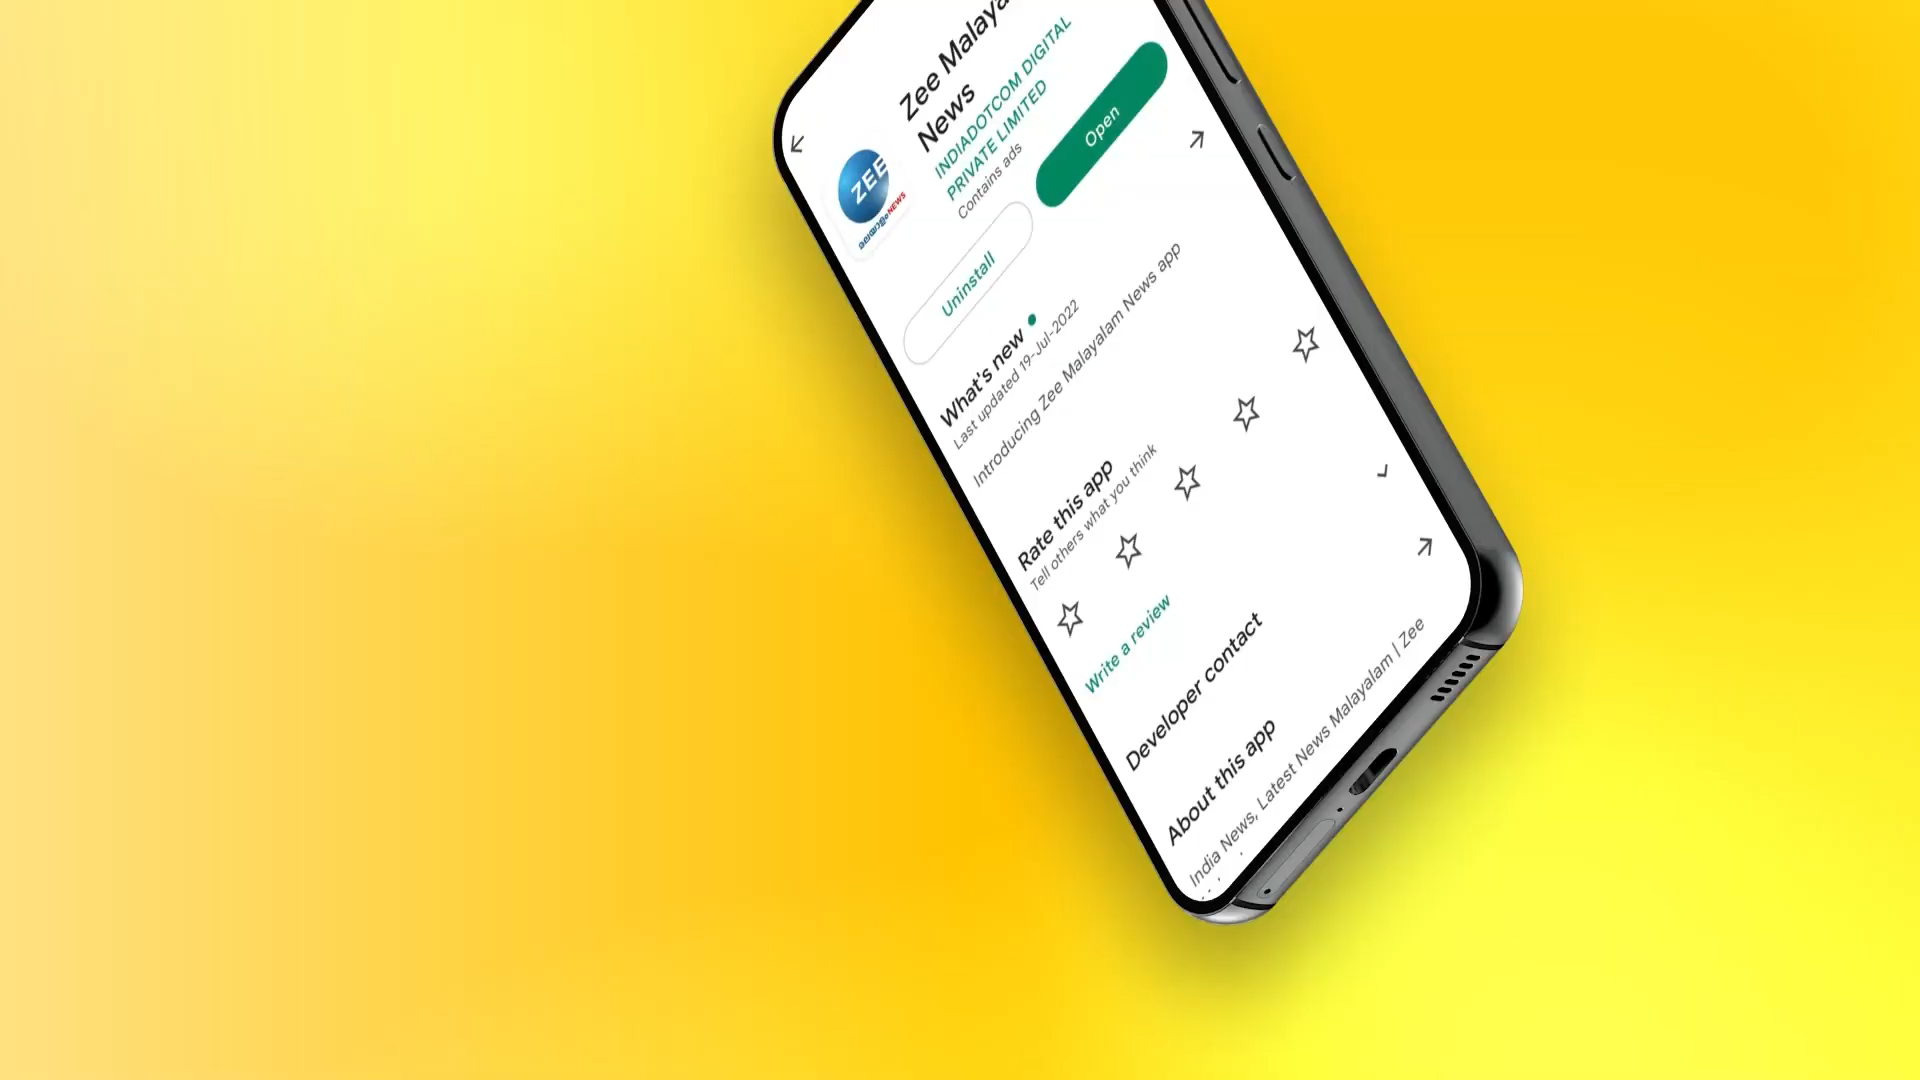 Zee Malaya
News
INDIADOTCOM DIGITAL
PRIVATE LIMITED
Contains ads
ZEE
മലയാളം NEWS
Uninstall
Open
What's new
Last updated 19-Jul-2022
Introducing Zee Malayalam News app
Rate this app
Tell others what you think
Write a review
Developer contact
About this app
India News, Latest News Malayalam | Zee